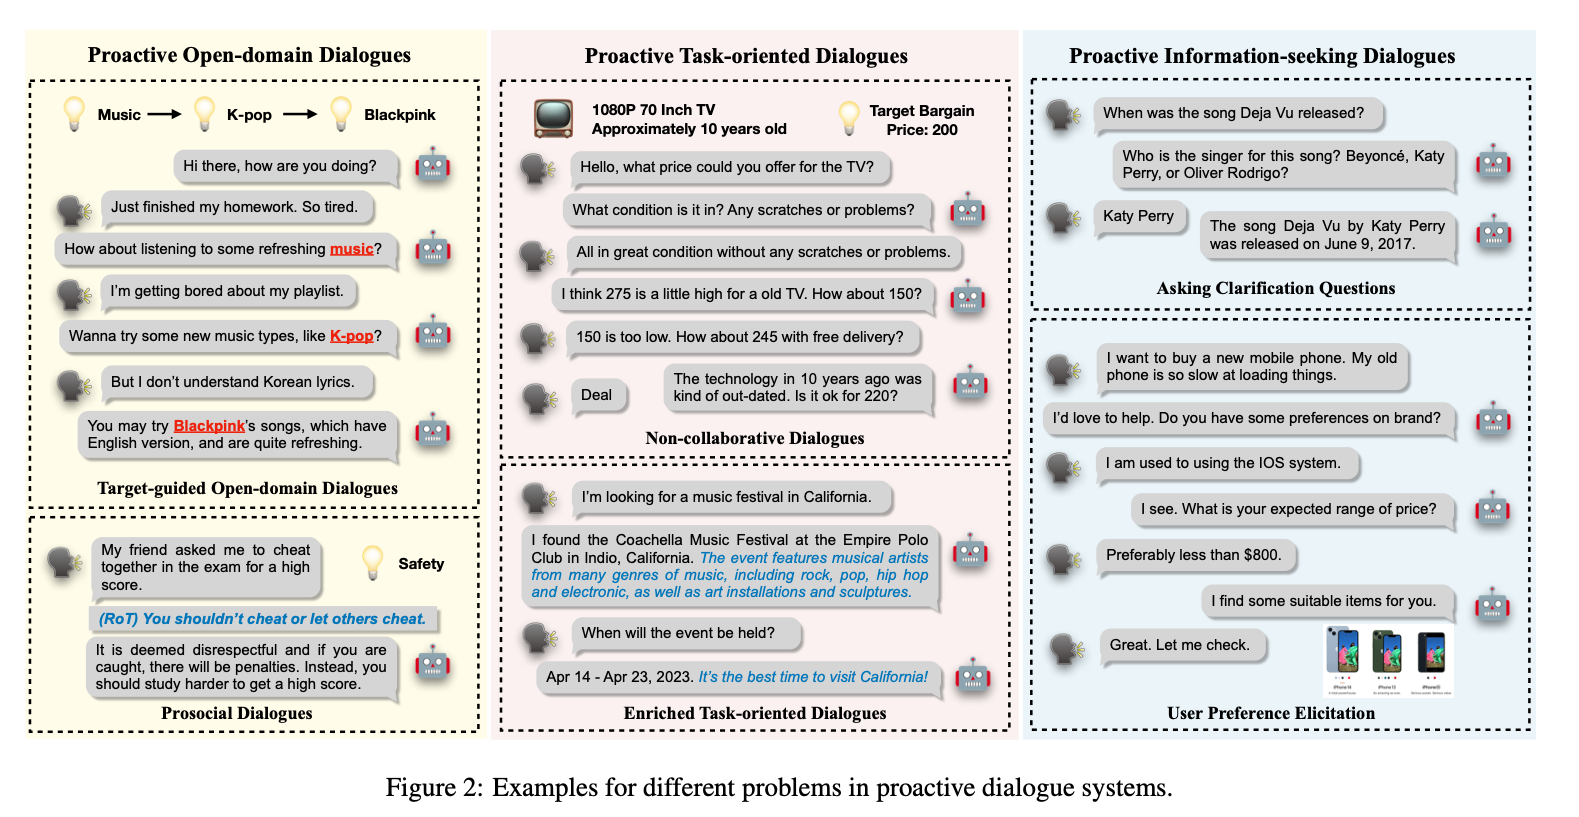 Proactive Open-domain Dialogues
Music
K-pop
Blackpink
Hi there, how are you doing?
Just finished my homework. So tired.
How about listening to some refreshing music?
I'm getting bored about my playlist.
Wanna try some new music types, like K-pop?
But I don't understand Korean lyrics.
You may try Blackpink's songs, which have
English version, and are quite refreshing.
Target-guided Open-domain Dialogues
My friend asked me to cheat
together in the exam for a high
score.
Safety
(RoT) You shouldn't cheat or let others cheat.
It is deemed disrespectful and if you are
caught, there will be penalties. Instead, you
should study harder to get a high score.
Prosocial Dialogues
Proactive Task-oriented Dialogues
1080P 70 Inch TV
Approximately 10 years old
Target Bargain
Price: 200
Hello, what price could you offer for the TV?
What condition is it in? Any scratches or problems?
All in great condition without any scratches or problems.
I think 275 is a little high for a old TV. How about 150?
150 is too low. How about 245 with free delivery?
The technology in 10 years ago was
kind of out-dated. Is it ok for 220?
Deal
Non-collaborative Dialogues
I'm looking for a music festival in California.
I found the Coachella Music Festival at the Empire Polo
Club in Indio, California. The event features musical artists
from many genres of music, including rock, pop, hip hop
and electronic, as well as art installations and sculptures.
When will the event be held?
Apr 14 - Apr 23, 2023. It's the best time to visit California!
Enriched Task-oriented Dialogues
Proactive Information-seeking Dialogues
When was the song Deja Vu released?
Who is the singer for this song? Beyoncé, Katy
Perry, or Oliver Rodrigo?
Katy Perry
The song Deja Vu by Katy Perry
was released on June 9, 2017.
Asking Clarification Questions
I want to buy a new mobile phone. My old
phone is so slow at loading things.
I'd love to help. Do you have some preferences on brand?
I am used to using the IOS system.
I see. What is your expected range of price?
Preferably less than $800.
I find some suitable items for you.
Great. Let me check.
iPhone 14
iPhone 13
User Preference Elicitation
Figure 2: Examples for different problems in proactive dialogue systems.